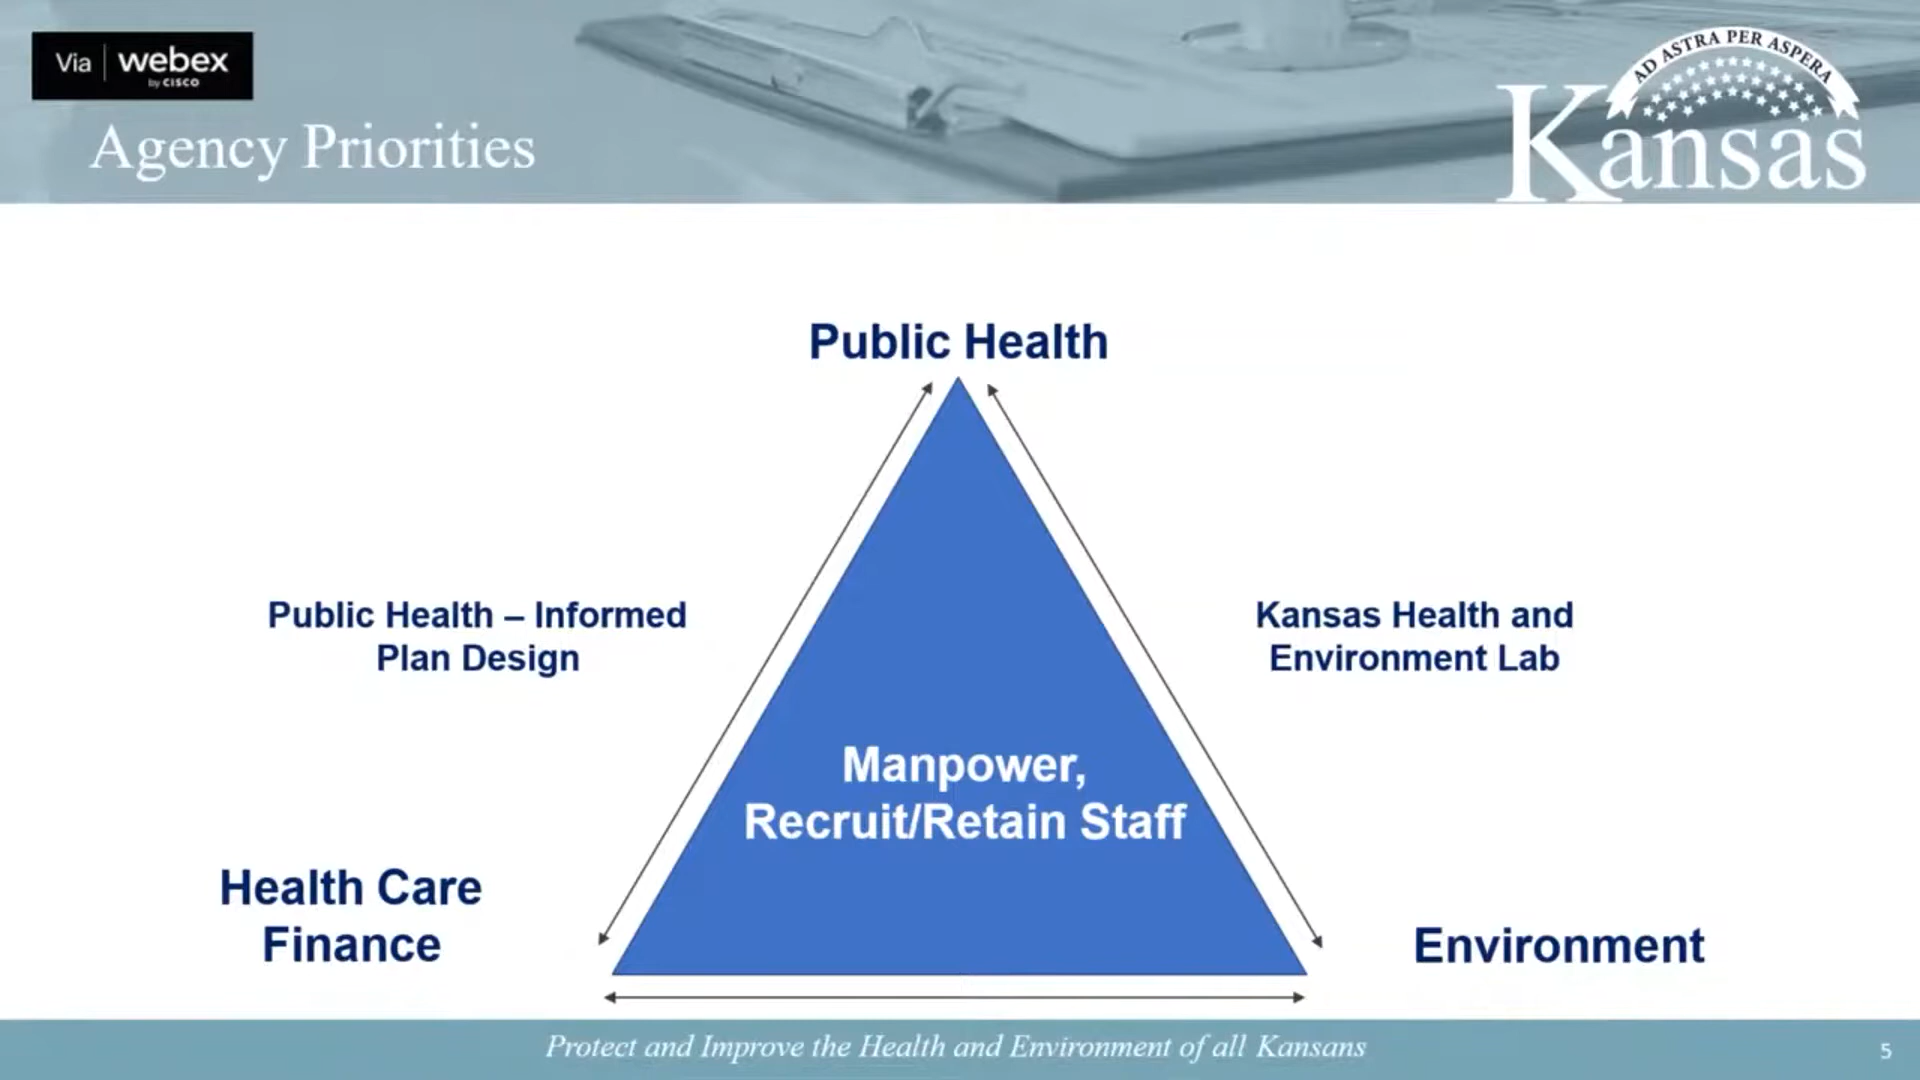 Via | webex
by CISCO
AD ASTRA PER ASPERA
Kansas
Agency Priorities
Public Health
Public Health – Informed
Plan Design
Kansas Health and
Environment Lab
Manpower,
Recruit/Retain Staff
Health Care
Finance
Environment
Protect and Improve the Health and Environment of all Kansans
5